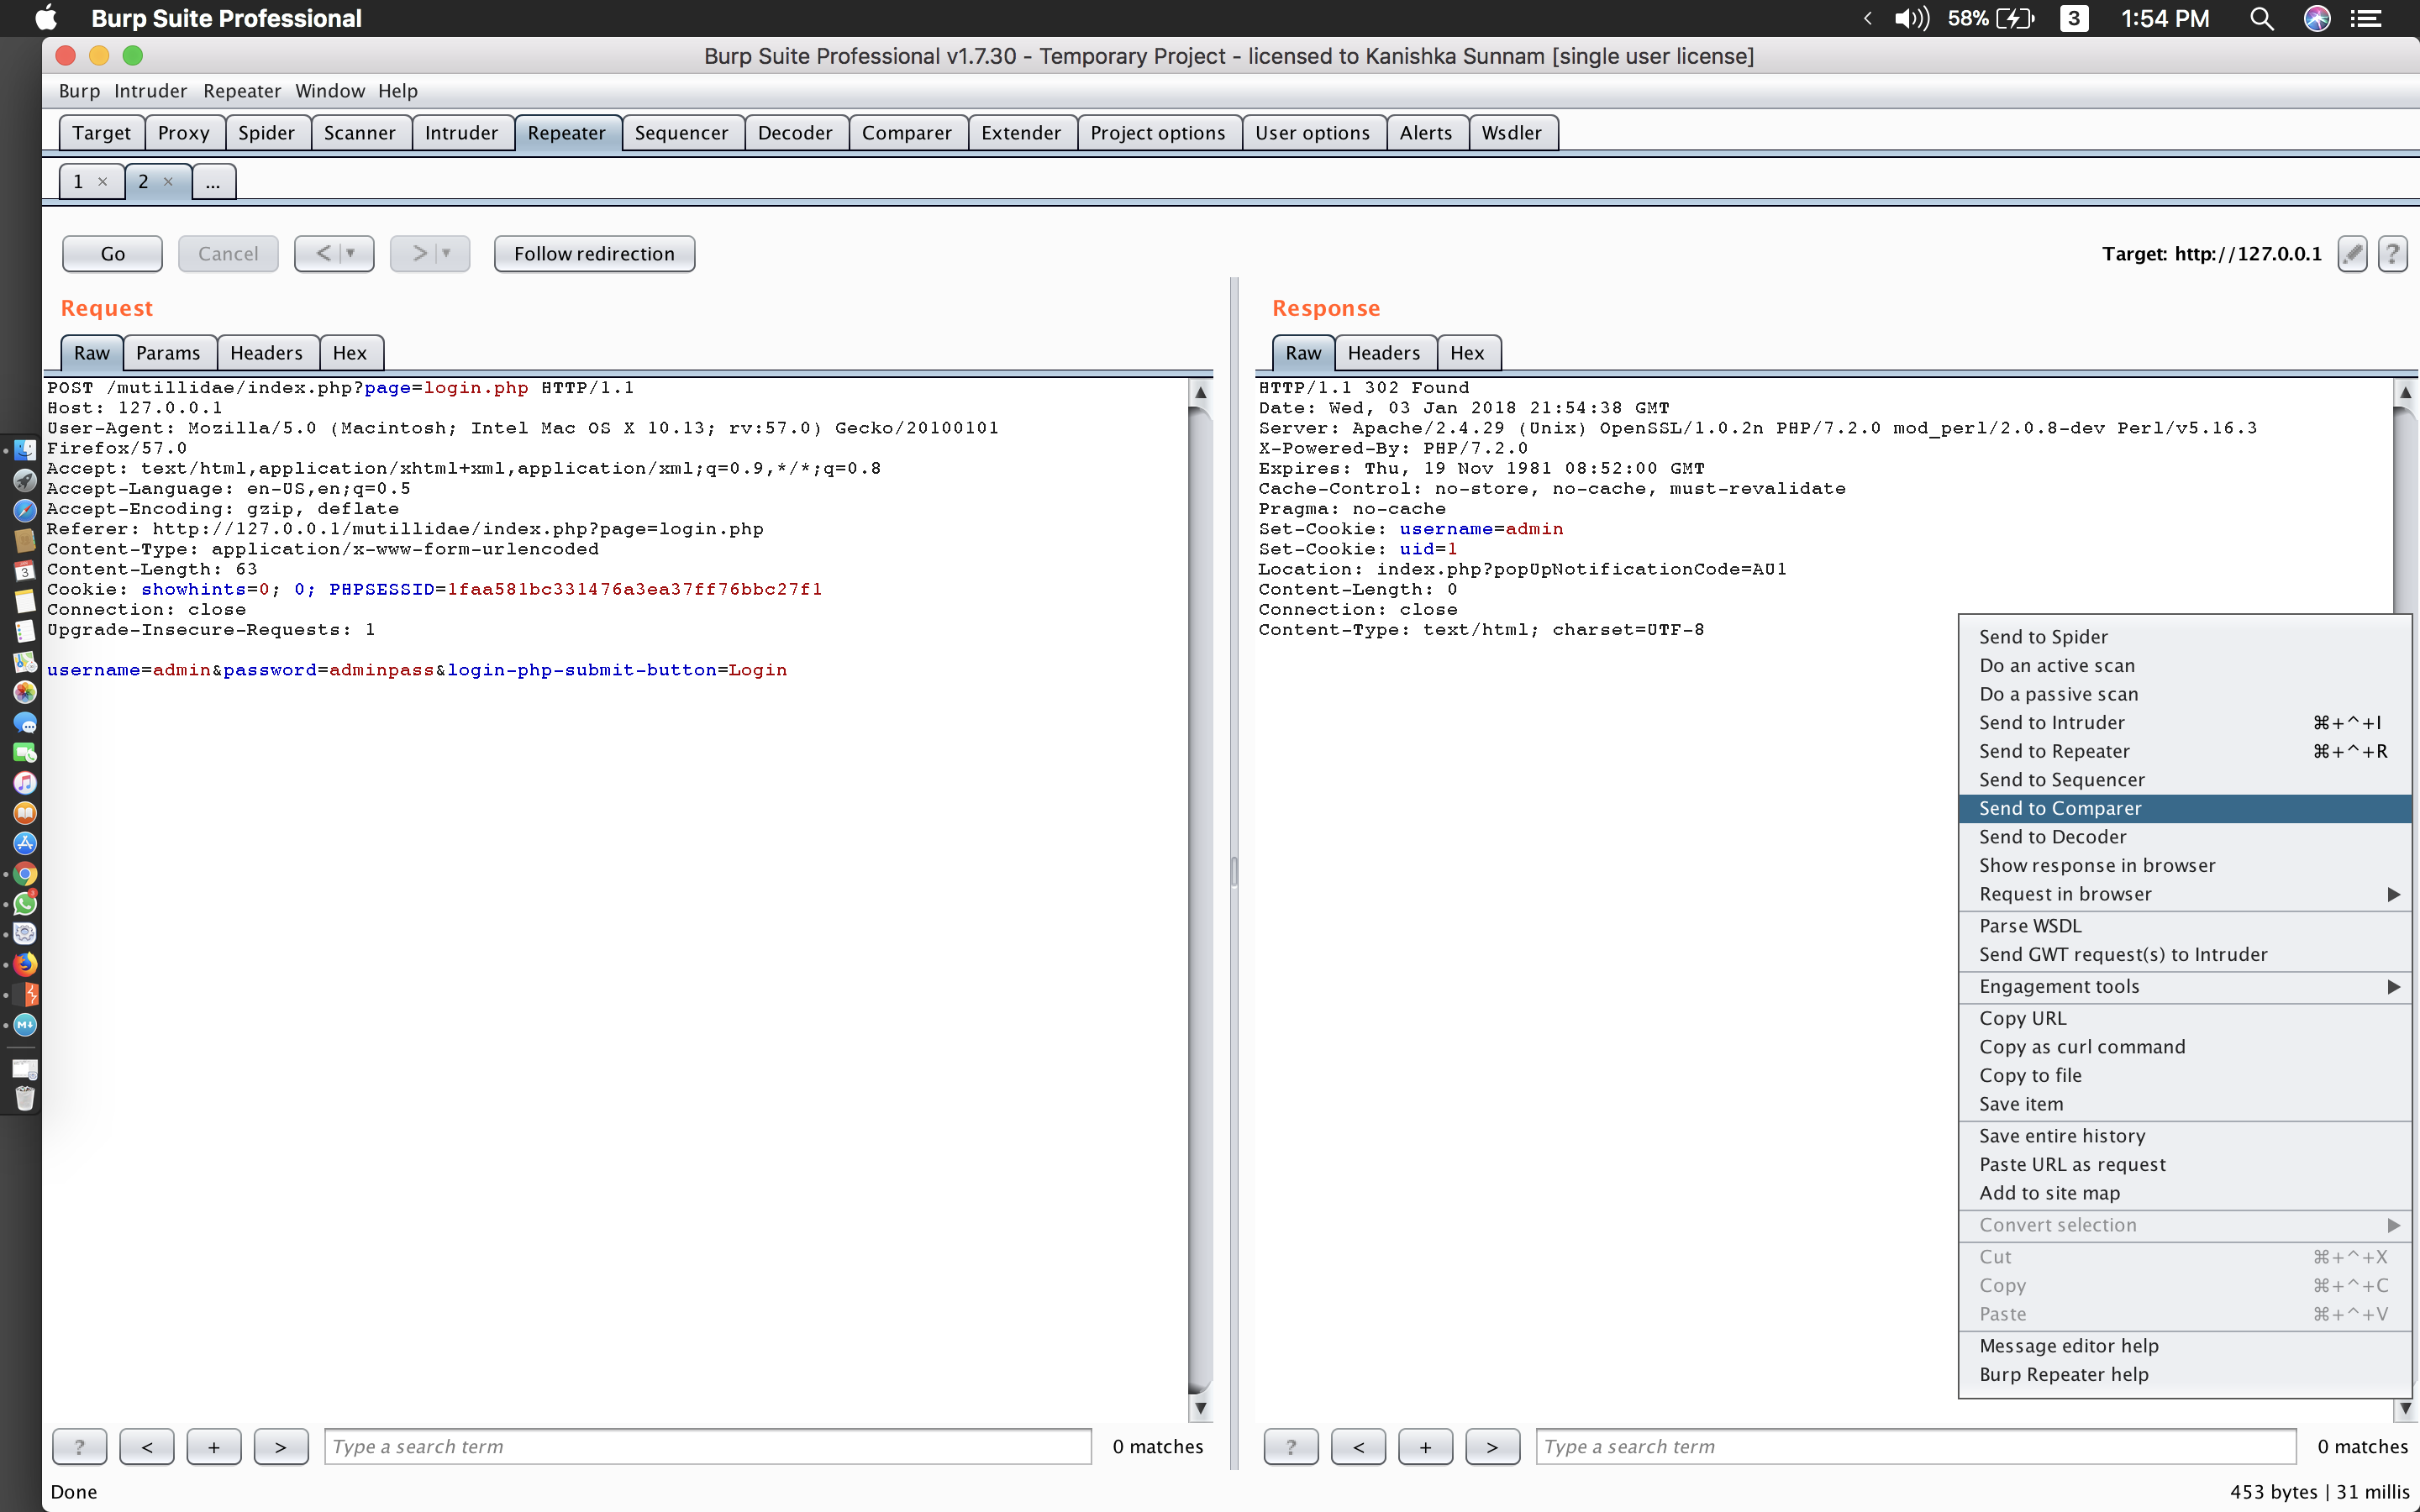 Burp Suite Professional
58%
3
1:54 PM
Burp Suite Professional v1.7.30 - Temporary Project - licensed to Kanishka Sunnam [single user license]
Burp Intruder Repeater Window Help
Target Proxy Spider Scanner Intruder Repeater Sequencer Decoder Comparer Extender Project options User options Alerts Wsdler
1 × 2 × ...
Go Cancel < > Follow redirection Target: http://127.0.0.1 ?
Request
Raw Params Headers Hex
POST /mutillidae/index.php?page=login.php HTTP/1.1
Host: 127.0.0.1
User-Agent: Mozilla/5.0 (Macintosh; Intel Mac OS X 10.13; rv:57.0) Gecko/20100101
Firefox/57.0
Accept: text/html,application/xhtml+xml,application/xml;q=0.9,*/*;q=0.8
Accept-Language: en-US,en;q=0.5
Accept-Encoding: gzip, deflate
Referer: http://127.0.0.1/mutillidae/index.php?page=login.php
Content-Type: application/x-www-form-urlencoded
Content-Length: 63
Cookie: showhints=0; 0; PHPSESSID=1faa581bc331476a3ea37ff76bbc27f1
Connection: close
Upgrade-Insecure-Requests: 1
username=admin&password=adminpass&login-php-submit-button=Login
? < + > Type a search term 0 matches
Done
Response
Raw Headers Hex
HTTP/1.1 302 Found
Date: Wed, 03 Jan 2018 21:54:38 GMT
Server: Apache/2.4.29 (Unix) OpenSSL/1.0.2n PHP/7.2.0 mod_perl/2.0.8-dev Perl/v5.16.3
X-Powered-By: PHP/7.2.0
Expires: Thu, 19 Nov 1981 08:52:00 GMT
Cache-Control: no-store, no-cache, must-revalidate
Pragma: no-cache
Set-Cookie: username=admin
Set-Cookie: uid=1
Location: index.php?popUpNotificationCode=AU1
Content-Length: 0
Connection: close
Content-Type: text/html; charset=UTF-8
Send to Spider
Do an active scan
Do a passive scan
Send to Intruder ⌘+^+I
Send to Repeater ⌘+^+R
Send to Sequencer
Send to Comparer
Send to Decoder
Show response in browser
Request in browser
Parse WSDL
Send GWT request(s) to Intruder
Engagement tools
Copy URL
Copy as curl command
Copy to file
Save item
Save entire history
Paste URL as request
Add to site map
Convert selection
Cut ⌘+^+X
Copy ⌘+^+C
Paste ⌘+^+V
Message editor help
Burp Repeater help
? < + > Type a search term 0 matches
453 bytes | 31 millis